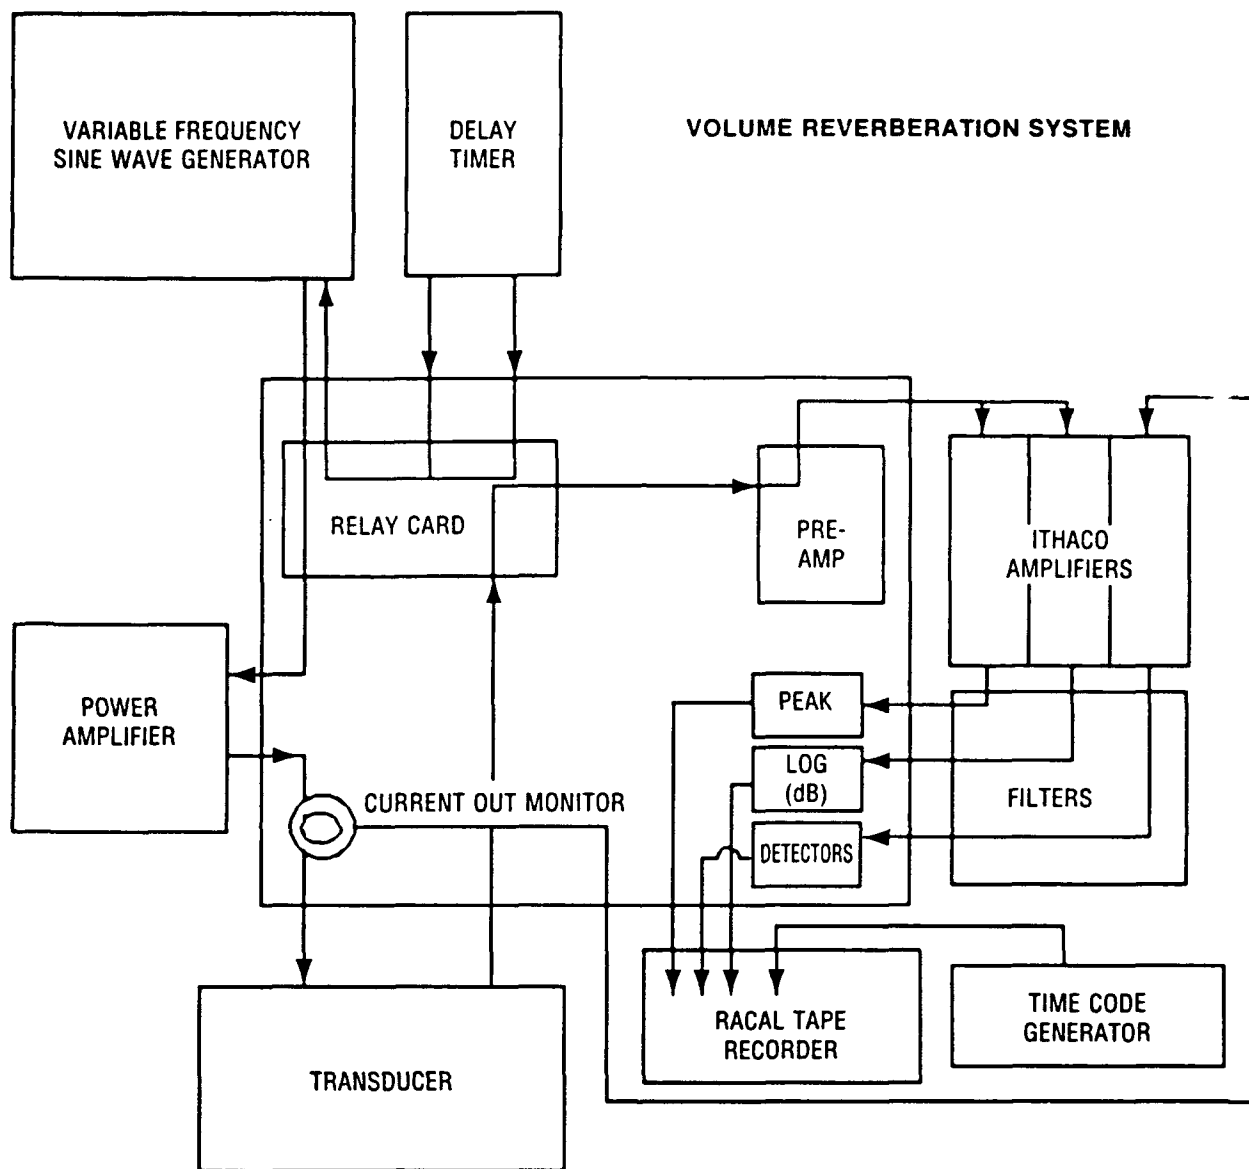 VARIABLE FREQUENCY
SINE WAVE GENERATOR
DELAY
TIMER
VOLUME REVERBERATION SYSTEM
RELAY CARD
PRE-
AMP
ITHACO
AMPLIFIERS
POWER
AMPLIFIER
PEAK
LOG
(dB)
CURRENT OUT MONITOR
FILTERS
DETECTORS
TRANSDUCER
RACAL TAPE
RECORDER
TIME CODE
GENERATOR